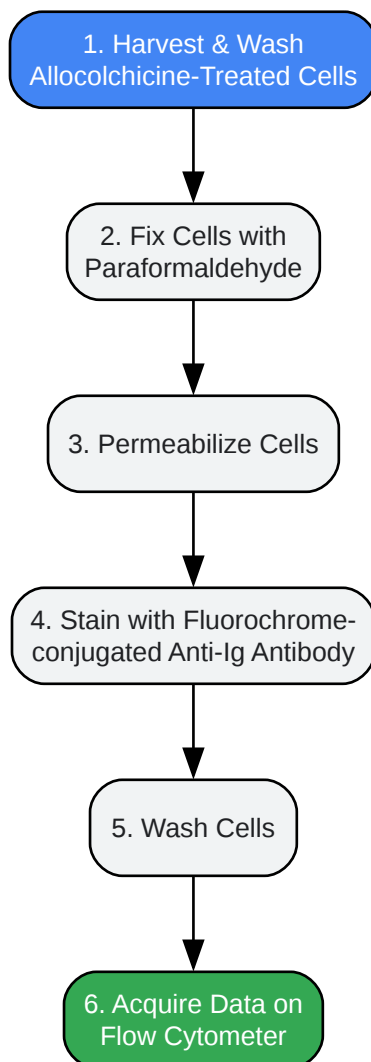 1. Harvest & Wash
Allocolchicine-Treated Cells
2. Fix Cells with
Paraformaldehyde
3. Permeabilize Cells
4. Stain with Fluorochrome-
conjugated Anti-Ig Antibody
5. Wash Cells
6. Acquire Data on
Flow Cytometer